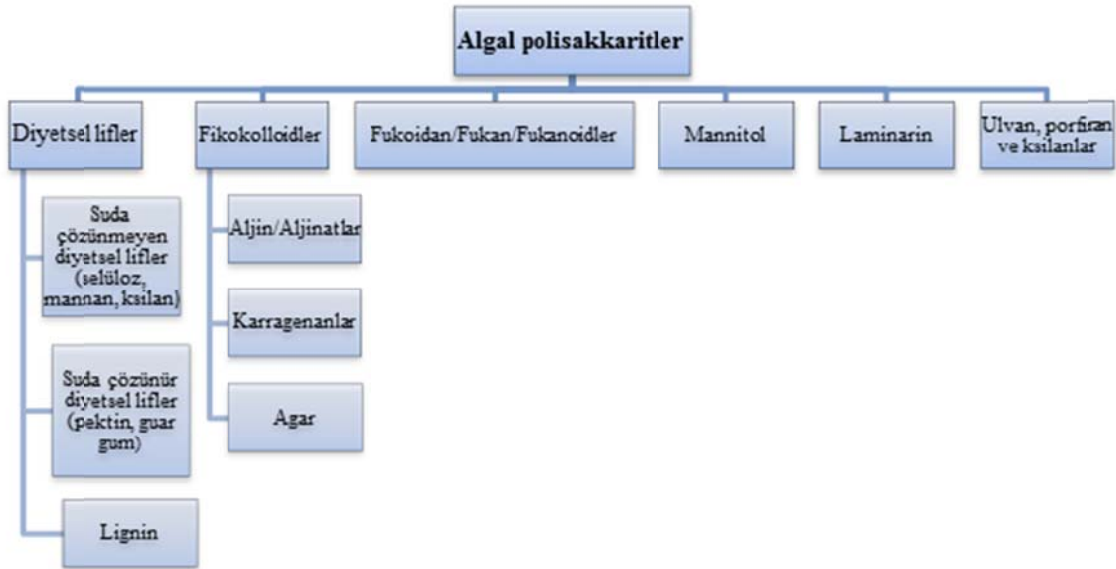 Algal polisakkaritler
Diyetsel lifler
Fikokolloidler
Fukoidan/Fukan/Fukanoidler
Mannitol
Laminarin
Ulvan, porfiran
ve ksilanlar
Suda
çözünmeyen
diyetsel lifler
(selüloz,
mannan, ksilan)
Suda çözünür
diyetsel lifler
(pektin, guar
gum)
Lignin
Aljin/Aljinatlar
Karragenanlar
Agar